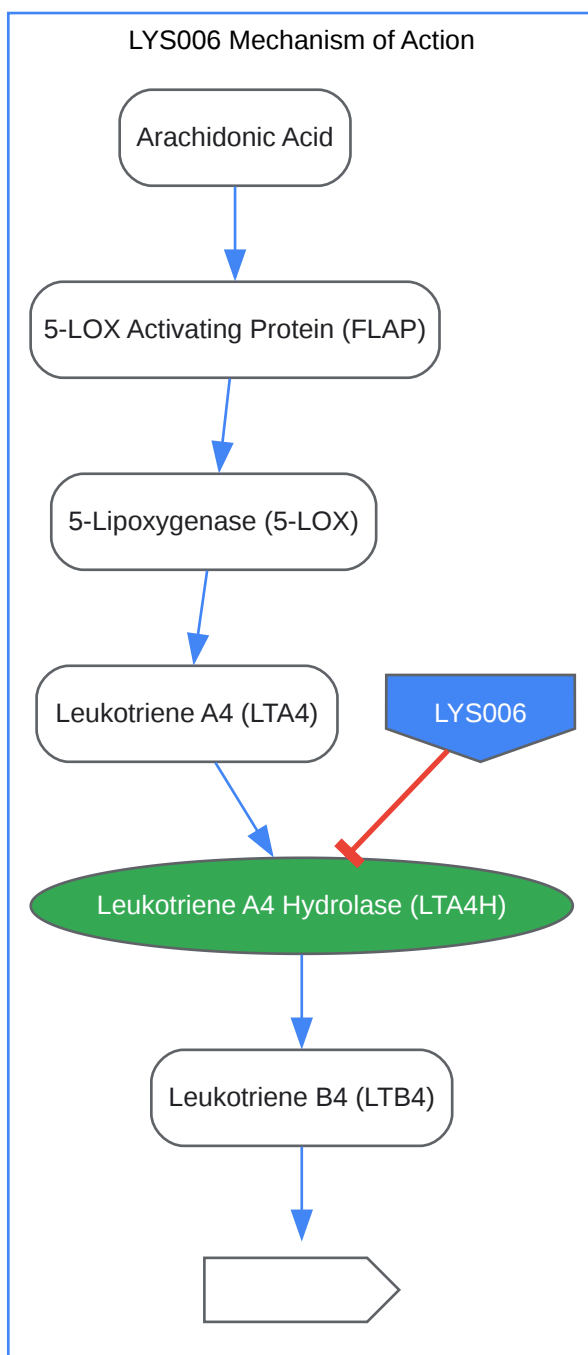 LYS006 Mechanism of Action
Arachidonic Acid
5-LOX Activating Protein (FLAP)
5-Lipoxygenase (5-LOX)
Leukotriene A4 (LTA4)
LYS006
Leukotriene A4 Hydrolase (LTA4H)
Leukotriene B4 (LTB4)